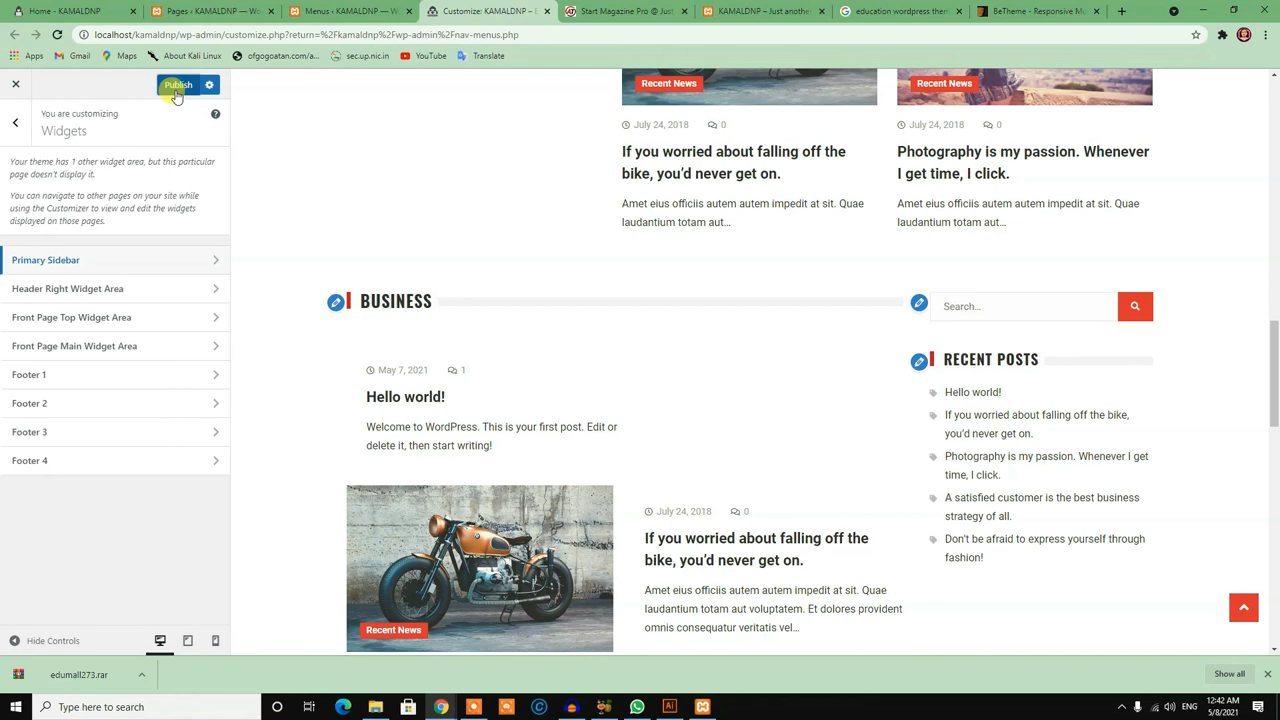 Pages ‹ KAMALDNP — Wo
Menus ‹ KAMALDNP — W
Customize: KAMALDNP -
Start Magazine Pro @ Just
KAMALDNP – Just anothe
education wordpress them
BeTheme - Responsive Mu
localhost/kamaldnp/wp-admin/customize.php?return=%2Fkamaldnp%2Fwp-admin%2Fnav-menus.php
Apps
Gmail
Maps
About Kali Linux
ofgogoatan.com/a...
sec.up.nic.in
YouTube
Translate
Publish
You are customizing
Widgets
Your theme has 1 other widget area, but this particular
page doesn't display it.
You can navigate to other pages on your site while
using the Customizer to view and edit the widgets
displayed on those pages.
Primary Sidebar
Header Right Widget Area
Front Page Top Widget Area
Front Page Main Widget Area
Footer 1
Footer 2
Footer 3
Footer 4
Hide Controls
Recent News
July 24, 2018 0
If you worried about falling off the
bike, you'd never get on.
Amet eius officiis autem autem impedit at sit. Quae
laudantium totam aut...
Recent News
July 24, 2018 0
Photography is my passion. Whenever
I get time, I click.
Amet eius officiis autem autem impedit at sit. Quae
laudantium totam aut...
BUSINESS
May 7, 2021 1
Hello world!
Welcome to WordPress. This is your first post. Edit or
delete it, then start writing!
Recent News
July 24, 2018 0
If you worried about falling off the
bike, you'd never get on.
Amet eius officiis autem autem impedit at sit. Quae
laudantium totam aut voluptatem. Et dolores provident
omnis consequatur veritatis vel...
Search...
RECENT POSTS
Hello world!
If you worried about falling off the bike,
you'd never get on.
Photography is my passion. Whenever I get
time, I click.
A satisfied customer is the best business
strategy of all.
Don't be afraid to express yourself through
fashion!
edumall273.rar
Show all
Type here to search
ENG
12:42 AM
5/8/2021